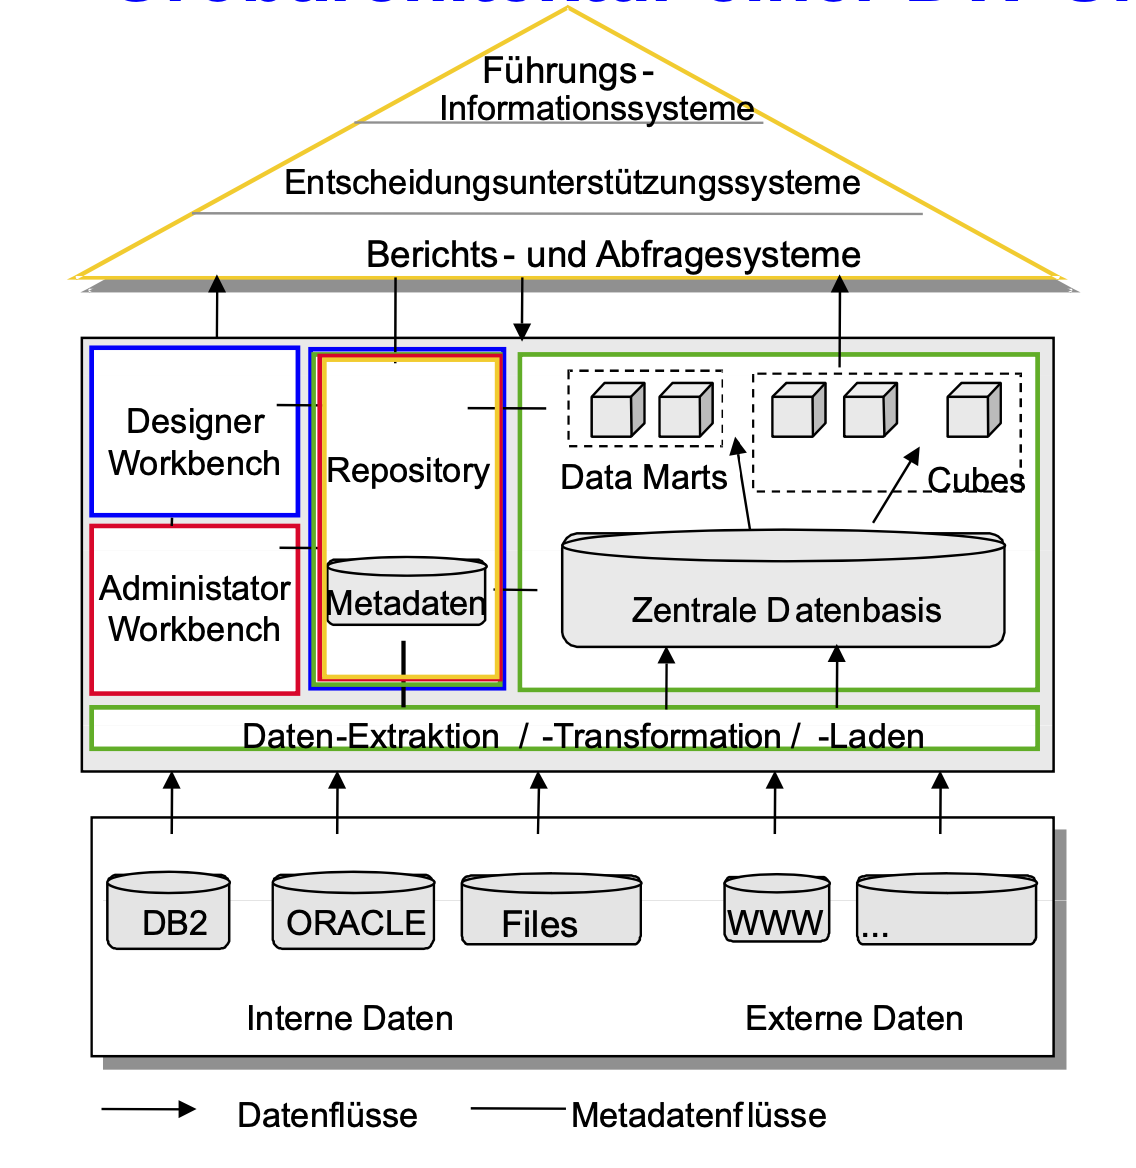 Führungs-
Informationssysteme
Entscheidungsunterstützungssysteme
Berichts- und Abfragesysteme
Designer
Workbench
Repository
Data Marts
Cubes
Administator
Workbench
Metadaten
Zentrale Datenbasis
Daten-Extraktion / -Transformation / -Laden
DB2
ORACLE
Files
WWW
...
Interne Daten
Externe Daten
Datenflüsse
Metadatenflüsse